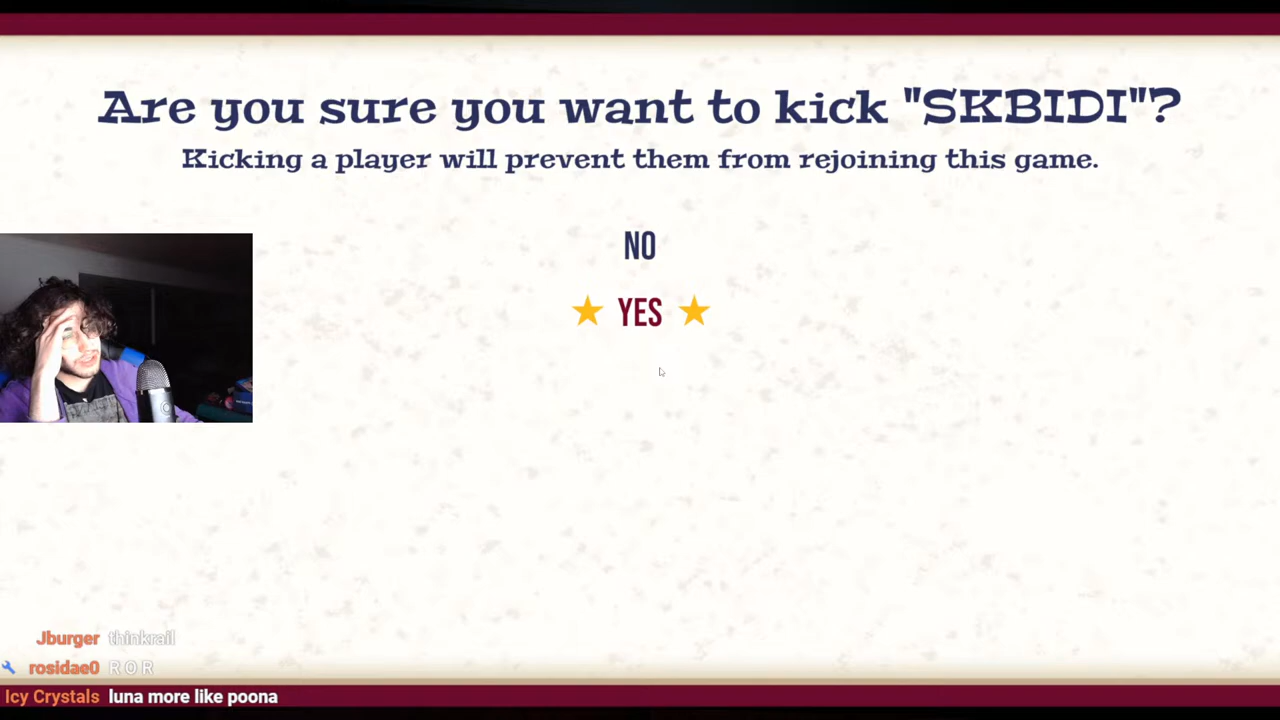 Are you sure you want to kick "SKBIDI"?
Kicking a player will prevent them from rejoining this game.
NO
YES
Jburger thinkrail
rosidae0 R O R
Icy Crystals luna more like poona